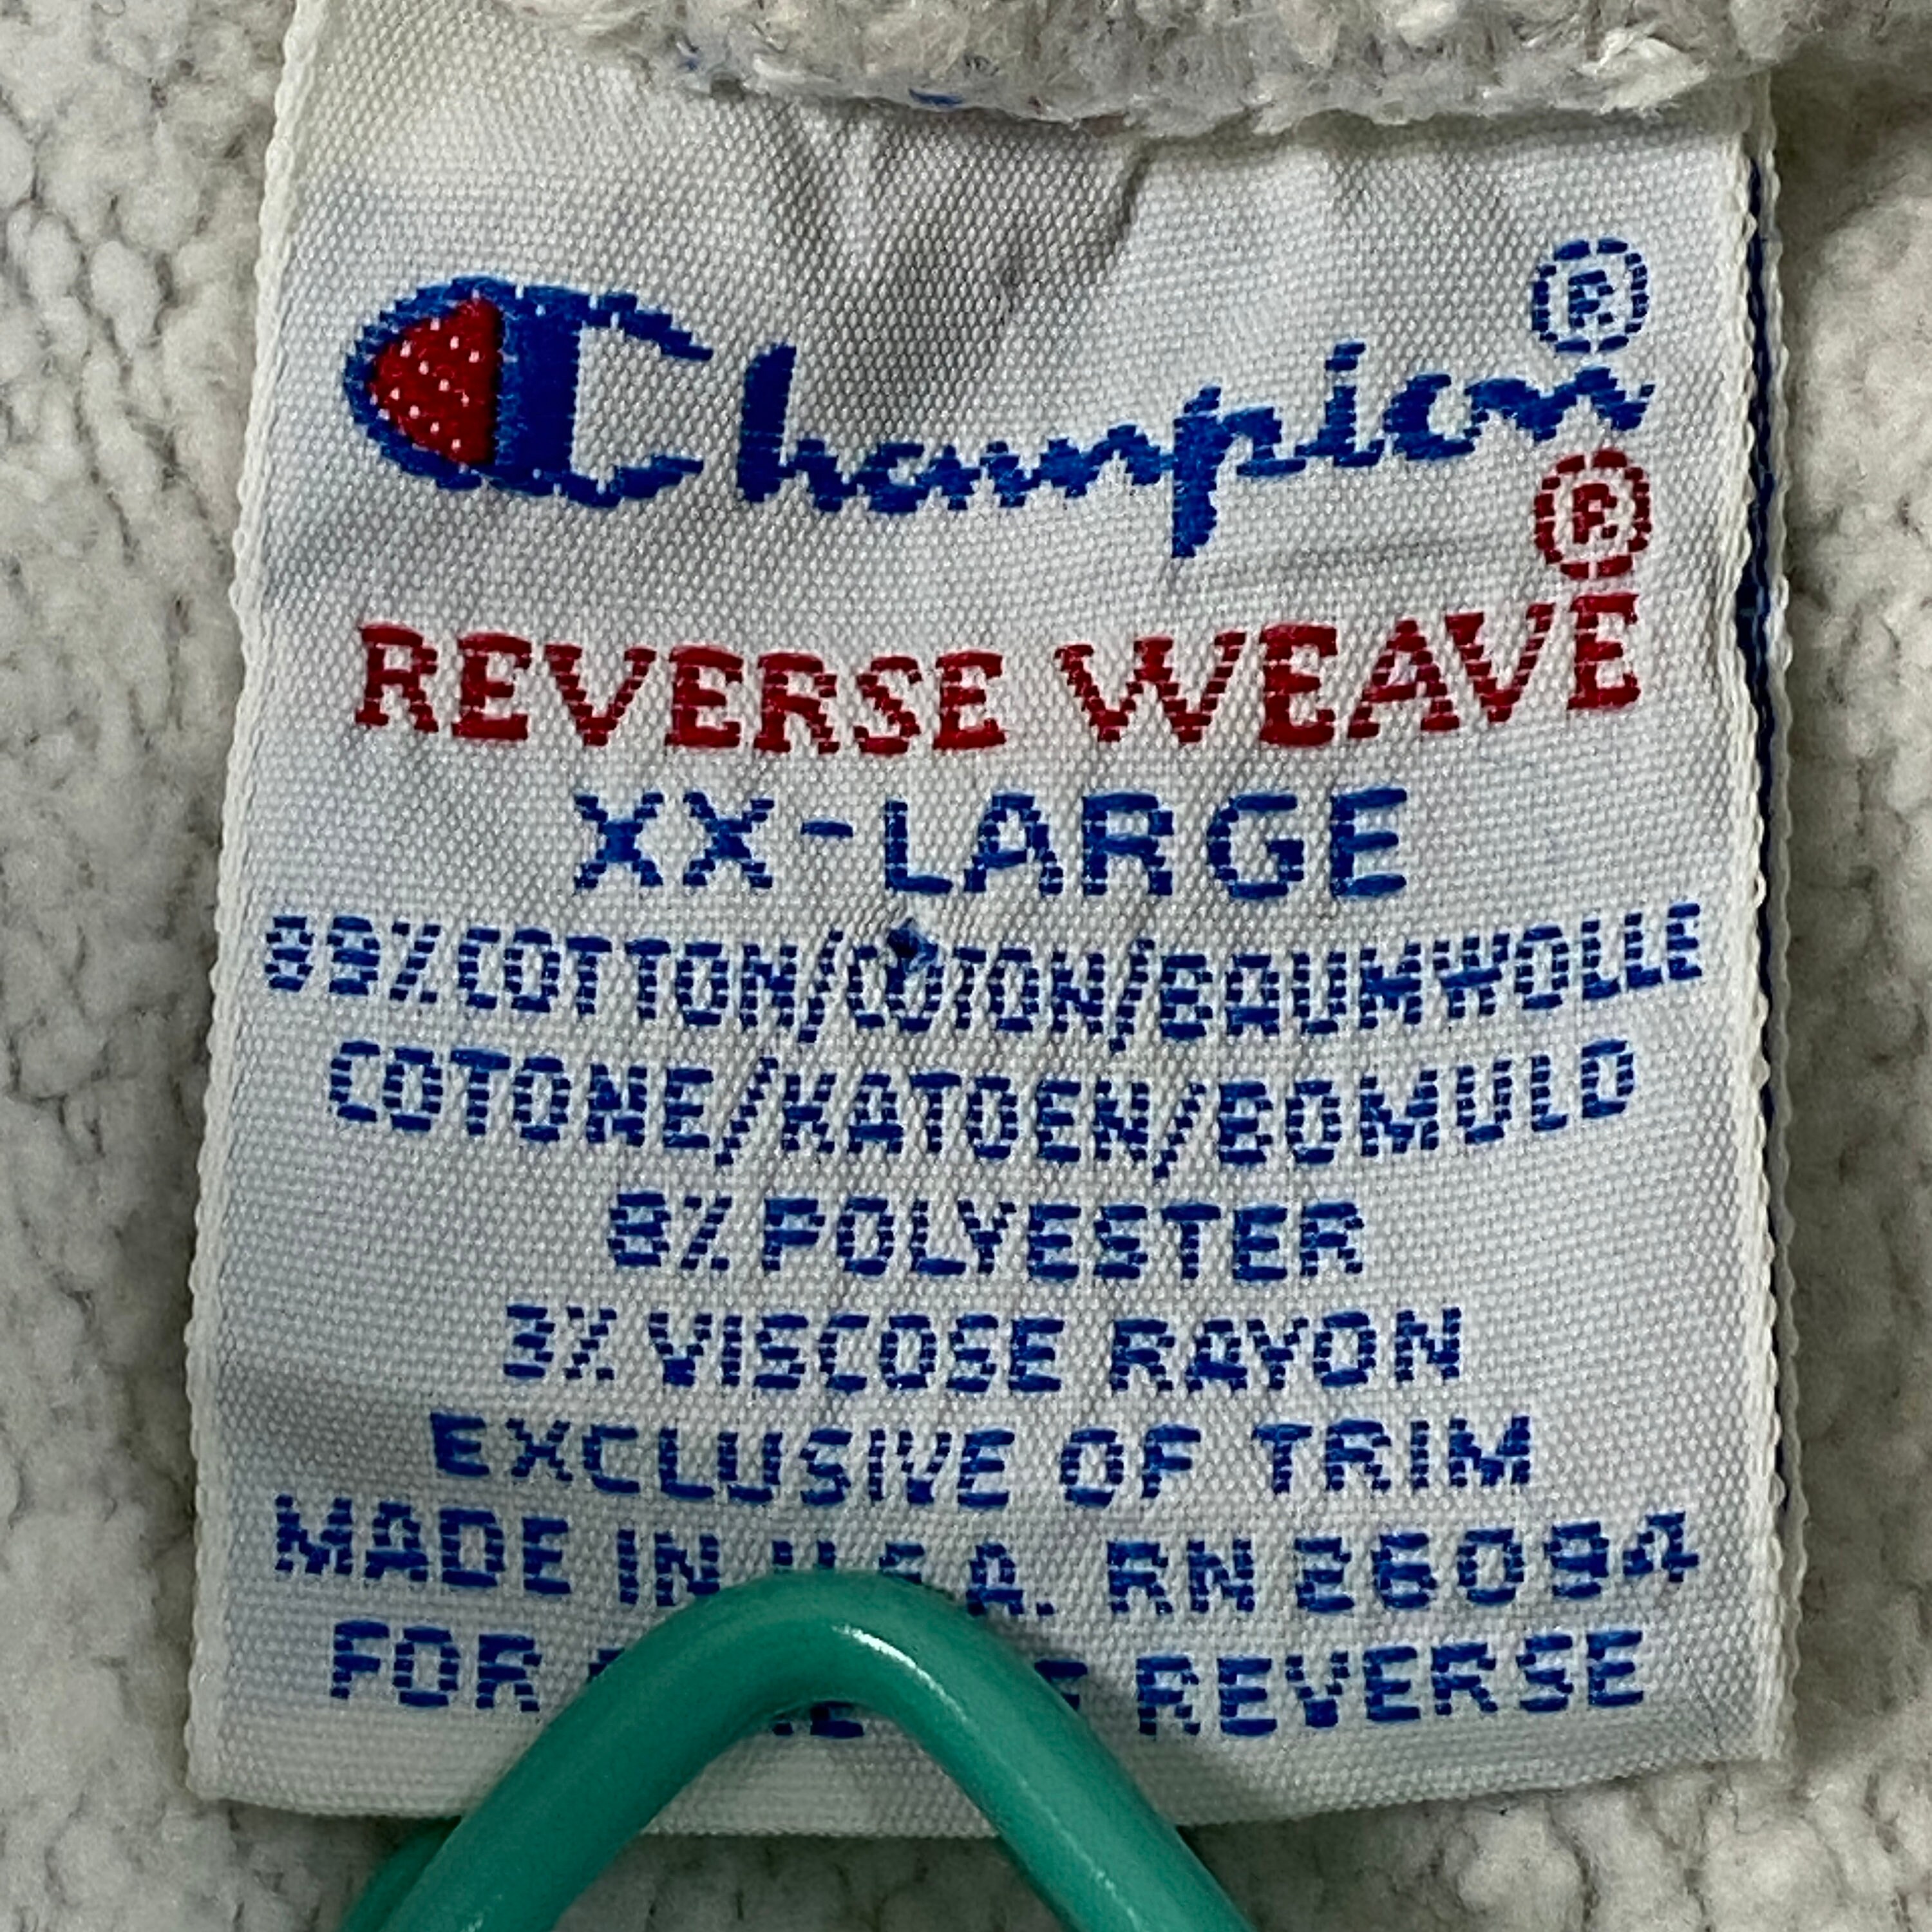 Champion®
®
REVERSE WEAVE
XX-LARGE
89% COTTON/COTON/BAUMWOLLE
COTONE/KATOEN/BOMULD
8% POLYESTER
3% VISCOSE RAYON
EXCLUSIVE OF TRIM
MADE IN U.S.A. RN 26094
FOR REVERSE